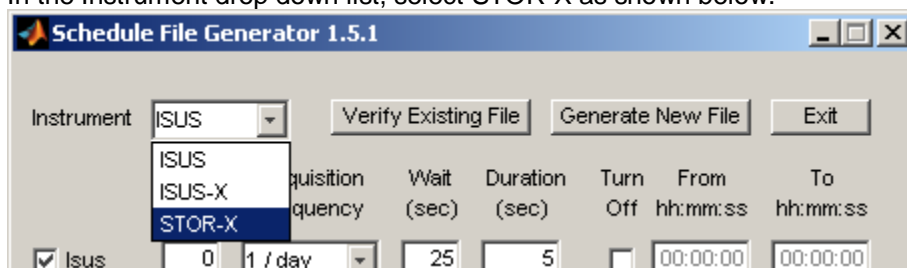 In the Instrument drop down list, select STOR-X as shown below.
Schedule File Generator 1.5.1
Instrument ISUS Verify Existing File Generate New File Exit
ISUS
ISUS-X
STOR-X
quisition Wait Duration Turn From To
quency (sec) (sec) Off hh:mm:ss hh:mm:ss
Isus 0 1 / day 25 5 00:00:00 00:00:00